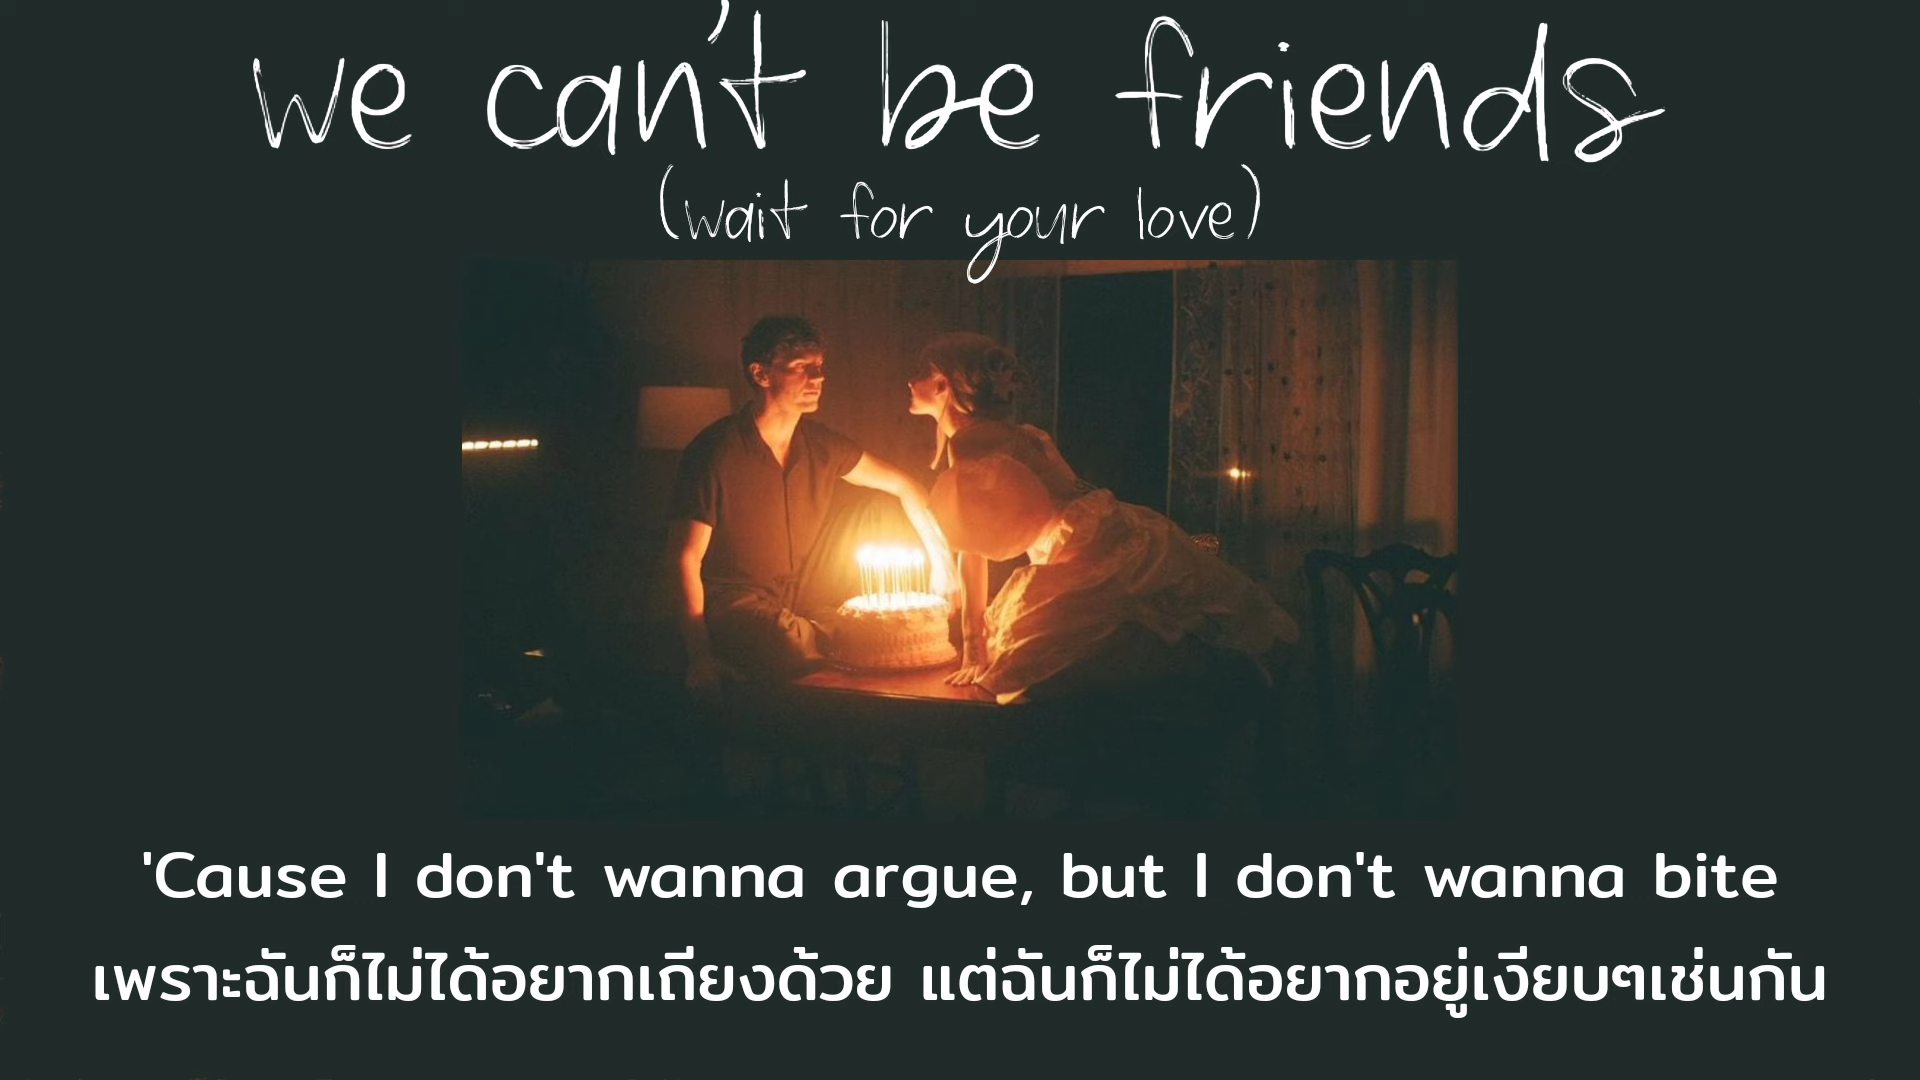 we can't be friends
(wait for your love)
'Cause I don't wanna argue, but I don't wanna bite
เพราะฉันก็ไม่ได้อยากเถียงด้วย แต่ฉันก็ไม่ได้อยากอยู่เงียบๆเช่นกัน